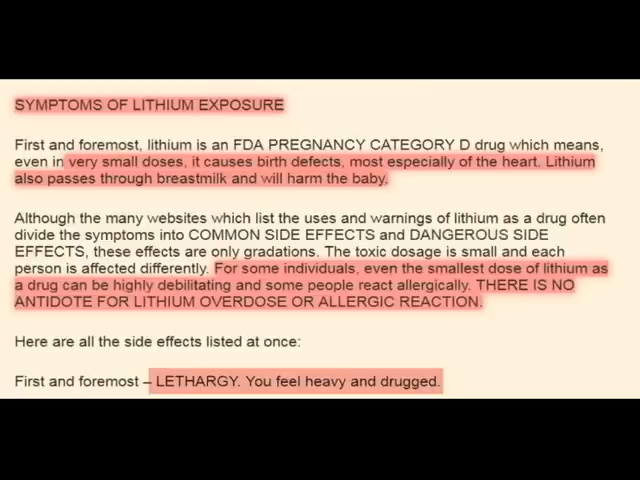 SYMPTOMS OF LITHIUM EXPOSURE
First and foremost, lithium is an FDA PREGNANCY CATEGORY D drug which means,
even in very small doses, it causes birth defects, most especially of the heart. Lithium
also passes through breastmilk and will harm the baby.
Although the many websites which list the uses and warnings of lithium as a drug often
divide the symptoms into COMMON SIDE EFFECTS and DANGEROUS SIDE
EFFECTS, these effects are only gradations. The toxic dosage is small and each
person is affected differently. For some individuals, even the smallest dose of lithium as
a drug can be highly debilitating and some people react allergically. THERE IS NO
ANTIDOTE FOR LITHIUM OVERDOSE OR ALLERGIC REACTION.
Here are all the side effects listed at once:
First and foremost – LETHARGY. You feel heavy and drugged.